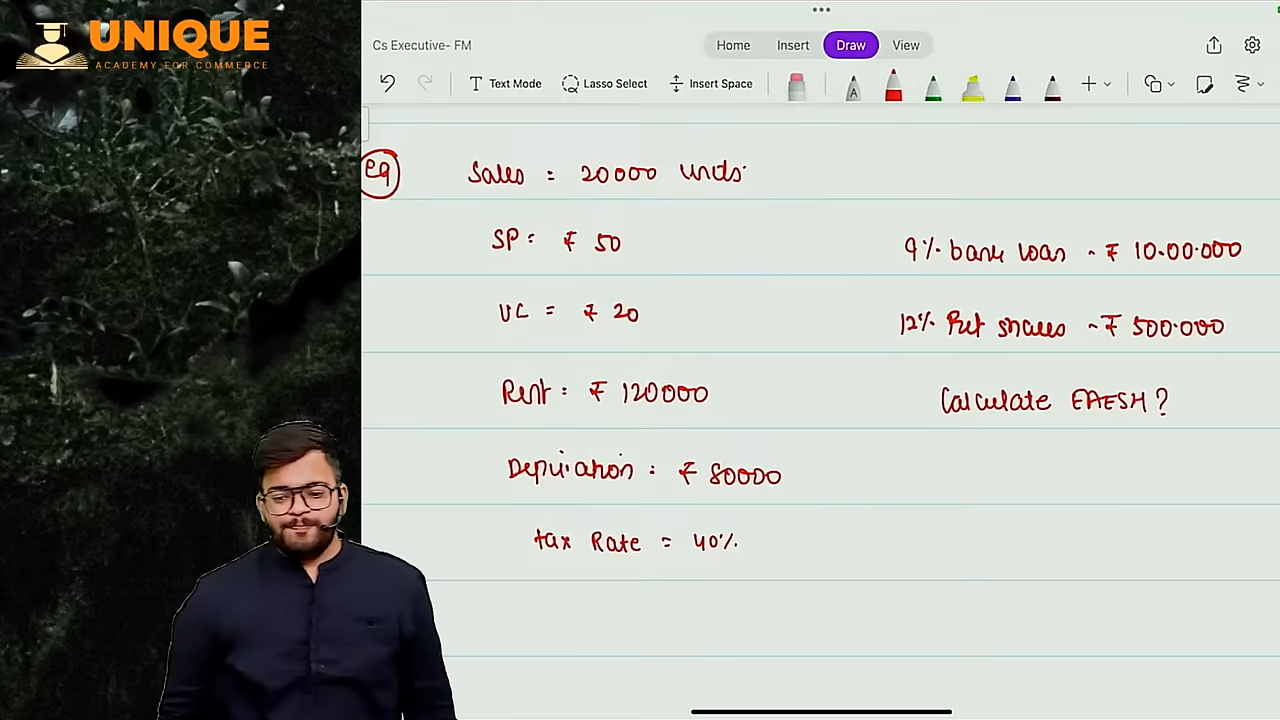 UNIQUE
ACADEMY FOR COMMERCE
Cs Executive- FM
Home Insert Draw View
Text Mode Lasso Select Insert Space
eg Sales = 20000 units
SP = ₹ 50
VC = ₹ 20
Rent = ₹ 120000
Depriation = ₹ 80000
tax Rate = 40%
9% bank loan - ₹ 10.00.000
12% Pref shares - ₹ 500.000
Calculate EAESH?